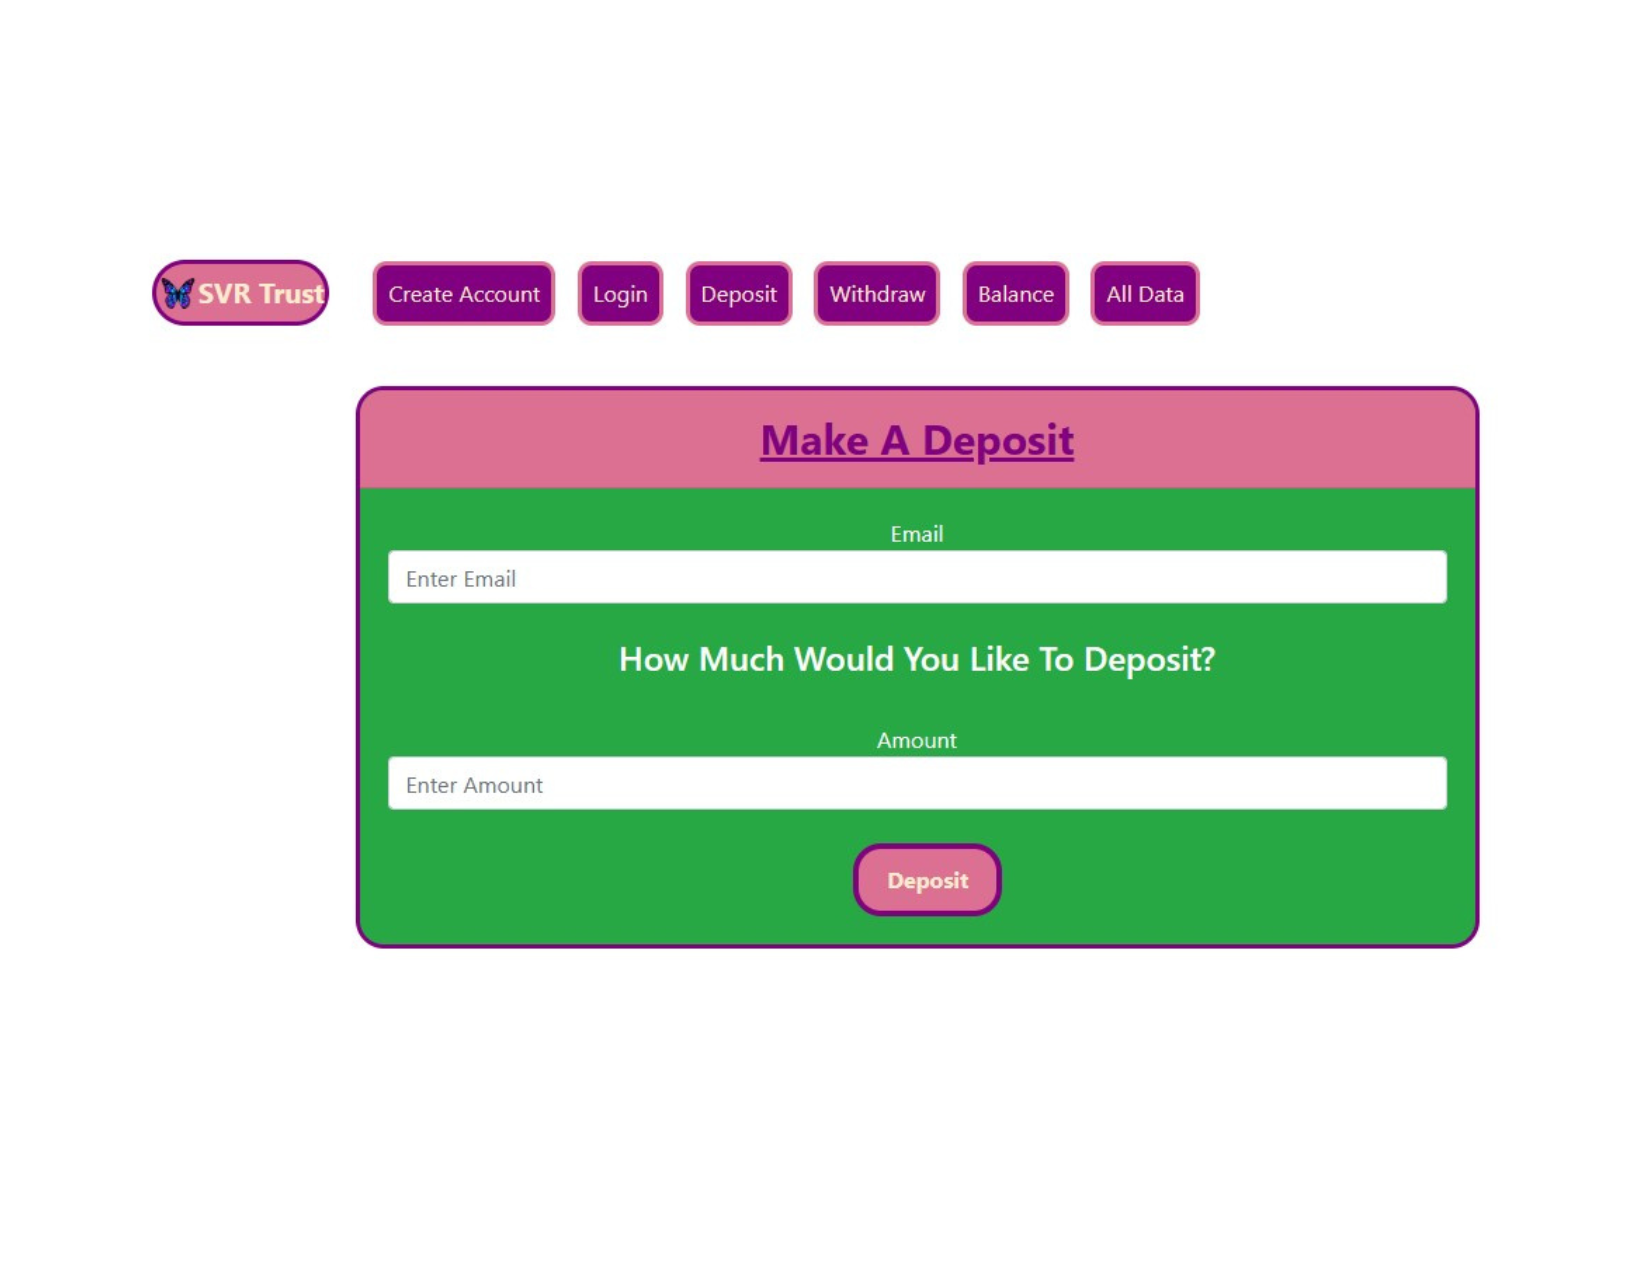 SVR Trust Create Account Login Deposit Withdraw Balance All Data
Make A Deposit
Email
Enter Email
How Much Would You Like To Deposit?
Amount
Enter Amount
Deposit